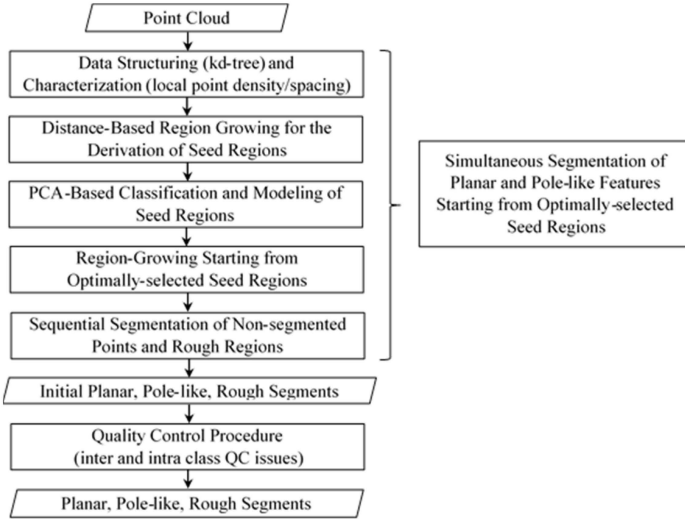 Point Cloud
Data Structuring (kd-tree) and
Characterization (local point density/spacing)
Distance-Based Region Growing for the
Derivation of Seed Regions
PCA-Based Classification and Modeling of
Seed Regions
Region-Growing Starting from
Optimally-selected Seed Regions
Sequential Segmentation of Non-segmented
Points and Rough Regions
Simultaneous Segmentation of
Planar and Pole-like Features
Starting from Optimally-selected
Seed Regions
Initial Planar, Pole-like, Rough Segments
Quality Control Procedure
(inter and intra class QC issues)
Planar, Pole-like, Rough Segments